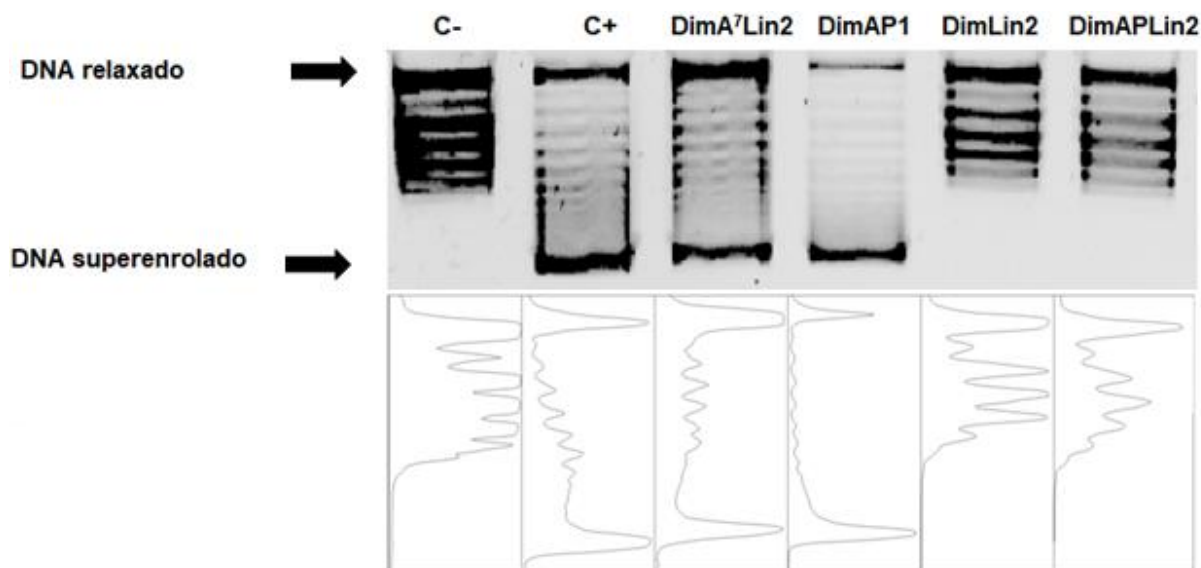 C- C+ DimA⁷Lin2 DimAP1 DimLin2 DimAPLin2
DNA relaxado
DNA superenrolado